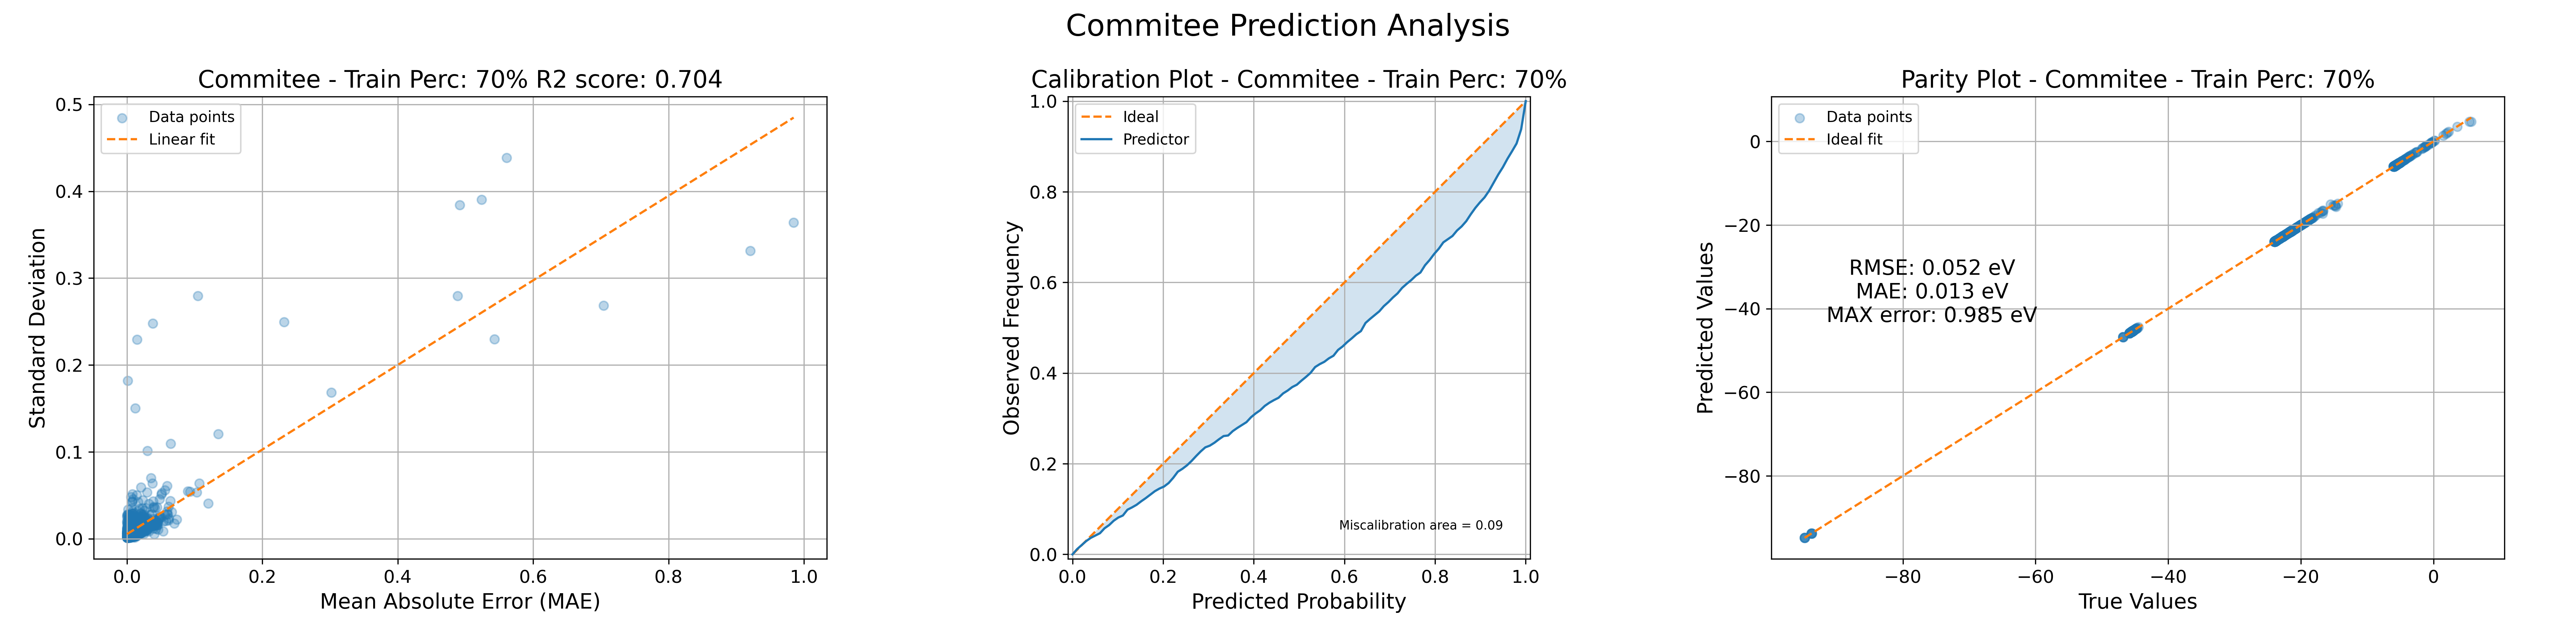 Commitee Prediction Analysis
Commitee - Train Perc: 70% R2 score: 0.704
Data points
Linear fit
Standard Deviation
0.5
0.4
0.3
0.2
0.1
0.0
0.0 0.2 0.4 0.6 0.8 1.0
Mean Absolute Error (MAE)
Calibration Plot - Commitee - Train Perc: 70%
Ideal
Predictor
Observed Frequency
1.0
0.8
0.6
0.4
0.2
0.0
Miscalibration area = 0.09
0.0 0.2 0.4 0.6 0.8 1.0
Predicted Probability
Parity Plot - Commitee - Train Perc: 70%
Data points
Ideal fit
Predicted Values
0
−20
−40
−60
−80
RMSE: 0.052 eV
MAE: 0.013 eV
MAX error: 0.985 eV
−80 −60 −40 −20 0
True Values